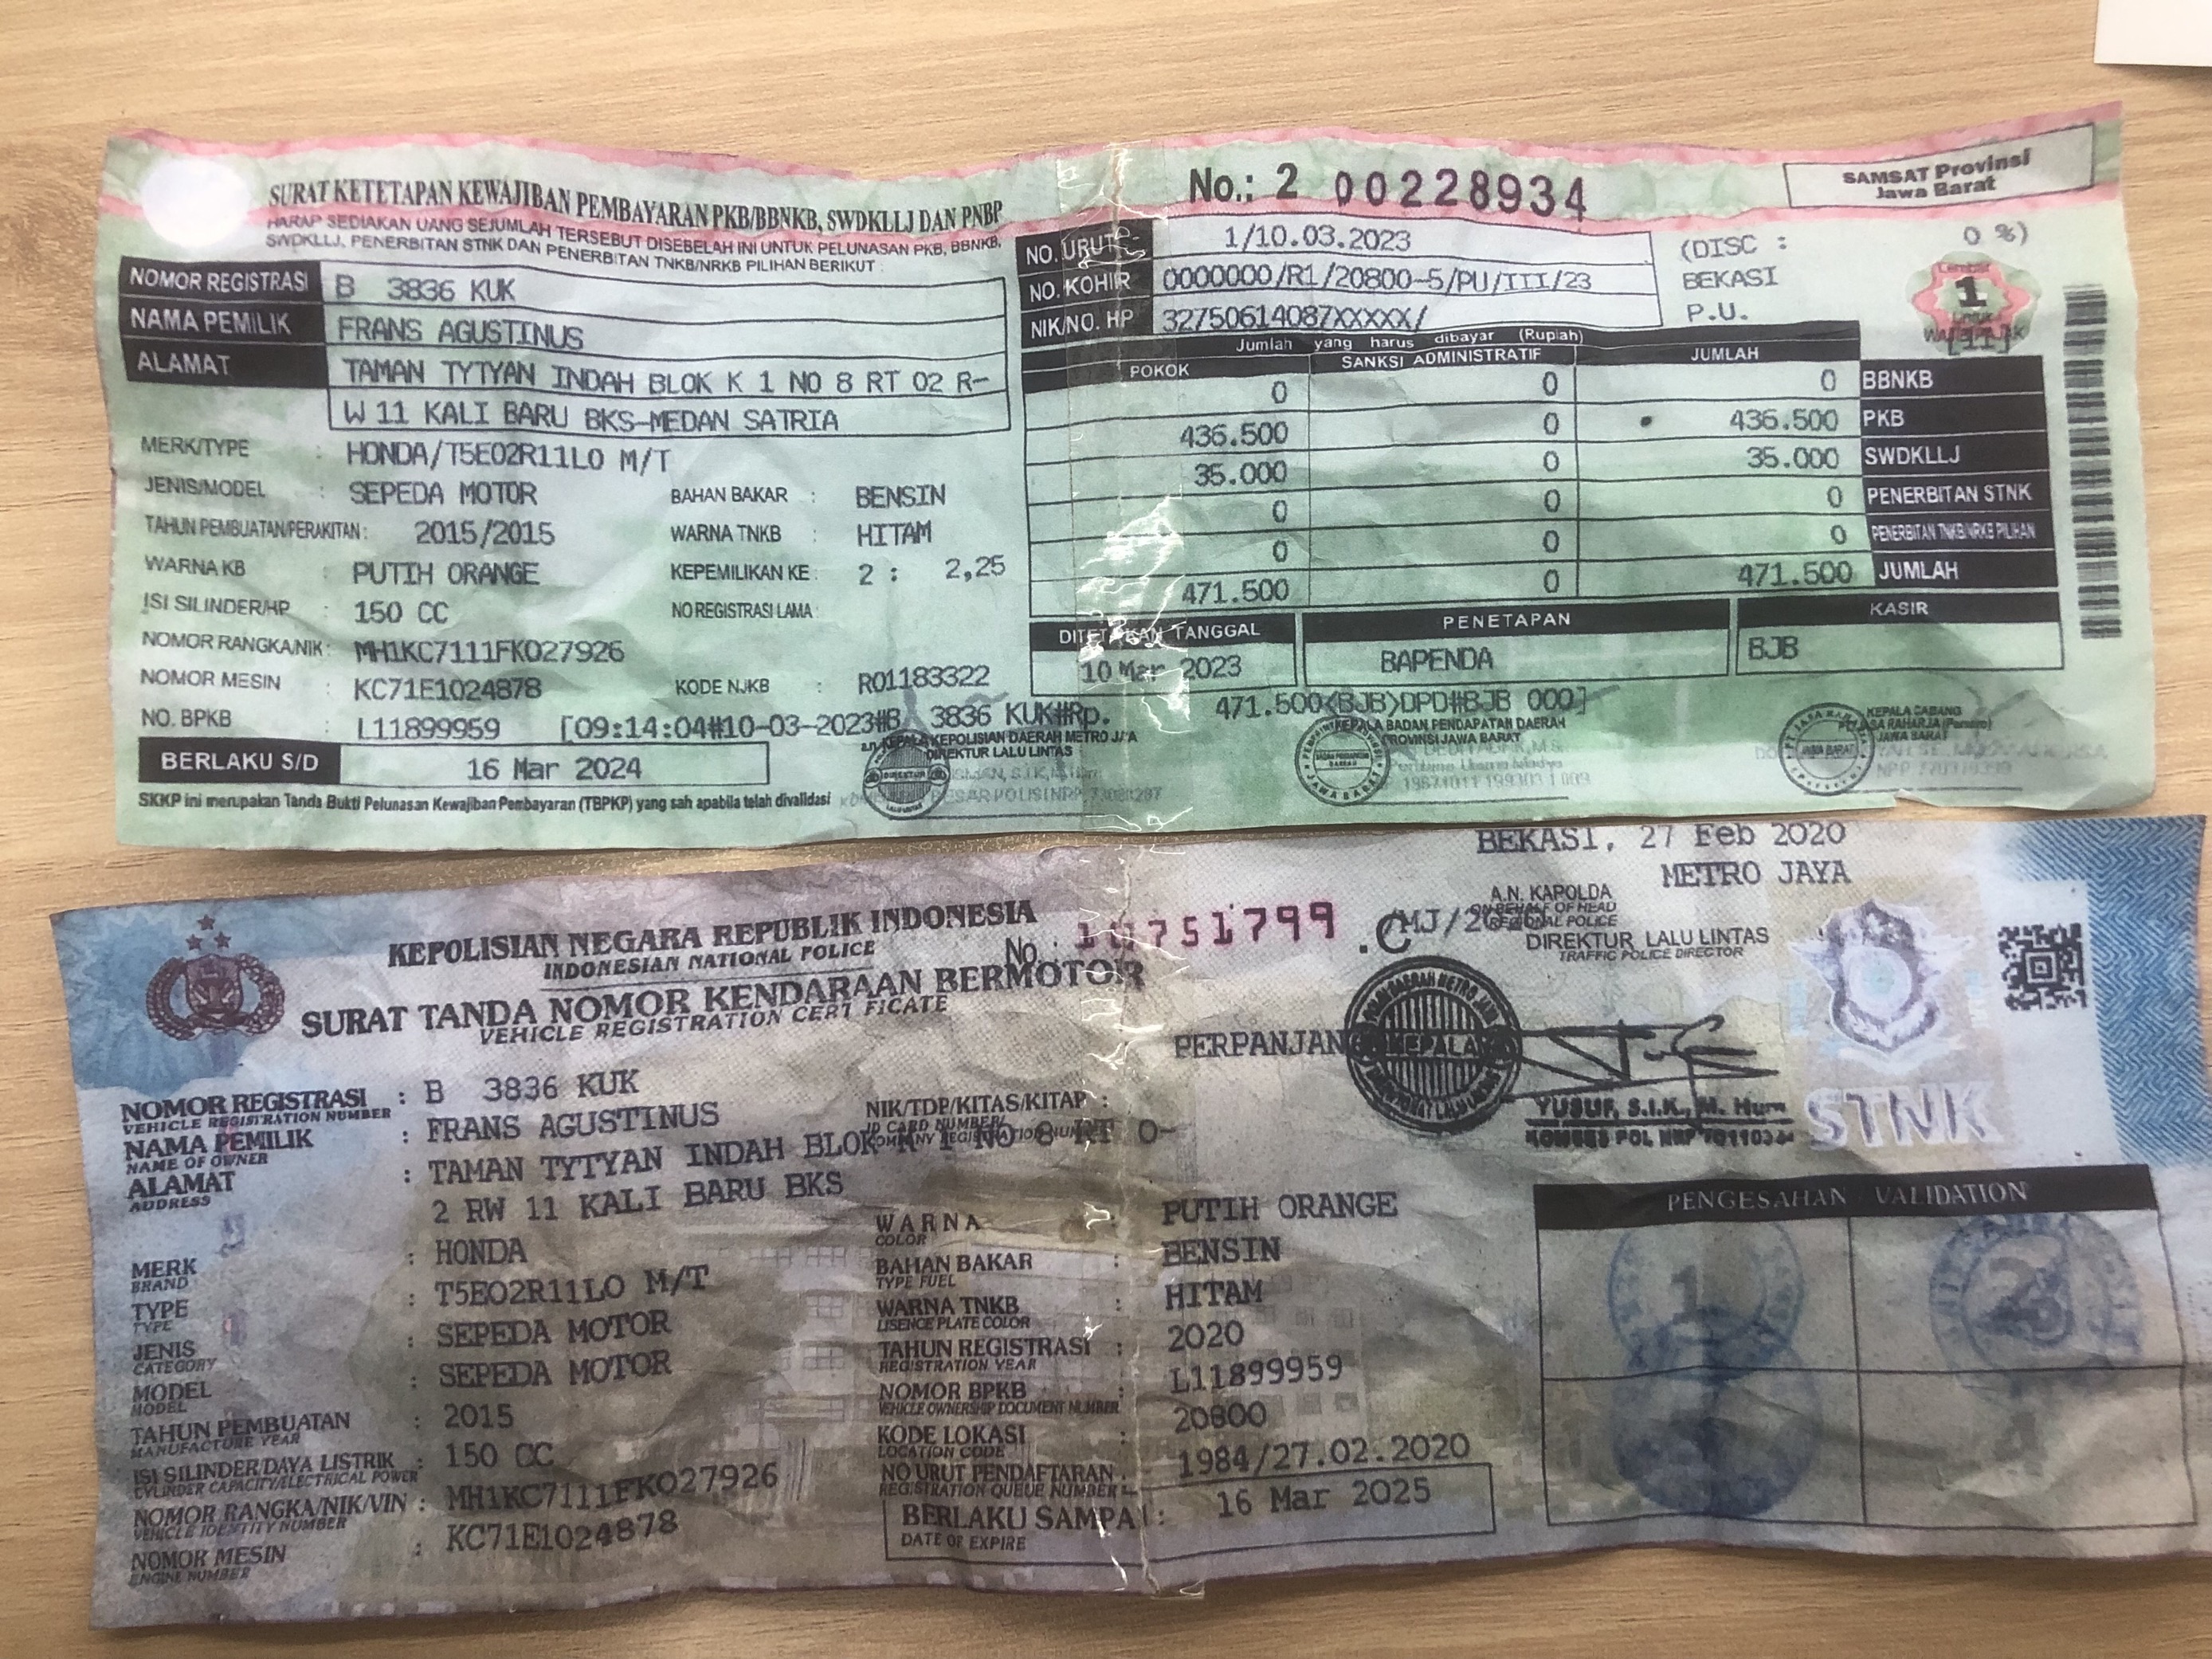 SURAT KETETAPAN KEWAJIBAN PEMBAYARAN PKB/BBNKB, SWDKLLJ DAN PNBP
HARAP SEDIAKAN UANG SEJUMLAH TERSEBUT DISEBELAH INI UNTUK PELUNASAN PKB, BBNKB,
SWDKLLJ, PENERBITAN STNK DAN PENERBITAN TNKB/NRKB PILIHAN BERIKUT :
NOMOR REGISTRASI B 3836 KUK
NAMA PEMILIK FRANS AGUSTINUS
ALAMAT TAMAN TYTYAN INDAH BLOK K 1 NO 8 RT 02 R-
W 11 KALI BARU BKS-MEDAN SATRIA
MERK/TYPE : HONDA/T5E02R11L0 M/T
JENIS/MODEL : SEPEDA MOTOR BAHAN BAKAR : BENSIN
TAHUN PEMBUATAN/PERAKITAN : 2015/2015 WARNA TNKB : HITAM
WARNA KB : PUTIH ORANGE KEPEMILIKAN KE : 2 : 2,25
ISI SILINDER/HP : 150 CC NO REGISTRASI LAMA :
NOMOR RANGKA/NIK : MH1KC7111FK027926
NOMOR MESIN : KC71E1024878 KODE NJKB : R01183322
NO. BPKB : L11899959 [09:14:04#10-03-2023#B 3836 KUK#Rp. 471.500<BJB>DPD#BJB 000]
BERLAKU S/D 16 Mar 2024
SKKP ini merupakan Tanda Bukti Pelunasan Kewajiban Pembayaran (TBPKP) yang sah apabila telah divalidasi
a.n KEPALA KEPOLISIAN DAERAH METRO JAYA
DIREKTUR LALU LINTAS
No.: 2 00228934
SAMSAT Provinsi
Jawa Barat
NO. URUT 1/10.03.2023 (DISC : 0 %)
NO. KOHIR 0000000/R1/20800-5/PU/III/23 BEKASI
NIK/NO. HP 32750614087XXXXX/ P.U.
Lembar
1
Untuk
WAJIB PAJAK
Jumlah yang harus dibayar (Rupiah)
POKOK SANKSI ADMINISTRATIF JUMLAH
0 0 0 BBNKB
436.500 0 436.500 PKB
35.000 0 35.000 SWDKLLJ
0 0 0 PENERBITAN STNK
0 0 0 PENERBITAN TNKB/NRKB PILIHAN
471.500 0 471.500 JUMLAH
DITETAPKAN TANGGAL PENETAPAN KASIR
10 Mar 2023 BAPENDA BJB
KEPALA BADAN PENDAPATAN DAERAH
PROVINSI JAWA BARAT
KEPALA CABANG
PT JASA RAHARJA (Persero)
JAWA BARAT
KEPOLISIAN NEGARA REPUBLIK INDONESIA
INDONESIAN NATIONAL POLICE
SURAT TANDA NOMOR KENDARAAN BERMOTOR
VEHICLE REGISTRATION CERTIFICATE
No.: 10751799 .C
BEKASI, 27 Feb 2020
METRO JAYA
A.N. KAPOLDA
ON BEHALF OF HEAD
REGIONAL POLICE
DIREKTUR LALU LINTAS
TRAFFIC POLICE DIRECTOR
KEPALA
YUSUF, S.I.K., M. Hum
STNK
NOMOR REGISTRASI : B 3836 KUK
VEHICLE REGISTRATION NUMBER
NAMA PEMILIK : FRANS AGUSTINUS
NAME OF OWNER
ALAMAT : TAMAN TYTYAN INDAH BLOK K 1 NO 8 RT 0-
ADDRESS
2 RW 11 KALI BARU BKS
MERK : HONDA
BRAND
TYPE : T5E02R11L0 M/T
TYPE
JENIS : SEPEDA MOTOR
CATEGORY
MODEL : SEPEDA MOTOR
MODEL
TAHUN PEMBUATAN : 2015
MANUFACTURE YEAR
ISI SILINDER/DAYA LISTRIK : 150 CC
CYLINDER CAPACITY/ELECTRICAL POWER
NOMOR RANGKA/NIK/VIN : MH1KC7111FK027926
VEHICLE IDENTITY NUMBER
NOMOR MESIN : KC71E1024878
ENGINE NUMBER
NIK/TDP/KITAS/KITAP :
WARNA : PUTIH ORANGE
COLOR
BAHAN BAKAR : BENSIN
TYPE FUEL
WARNA TNKB : HITAM
LISENCE PLATE COLOR
TAHUN REGISTRASI : 2020
REGISTRATION YEAR
NOMOR BPKB : L11899959
VEHICLE OWNERSHIP DOCUMENT NUMBER
KODE LOKASI : 20800
LOCATION CODE
NO URUT PENDAFTARAN : 1984/27.02.2020
REGISTRATION QUEUE NUMBER
BERLAKU SAMPAI : 16 Mar 2025
DATE OF EXPIRE
PENGESAHAN / VALIDATION
1